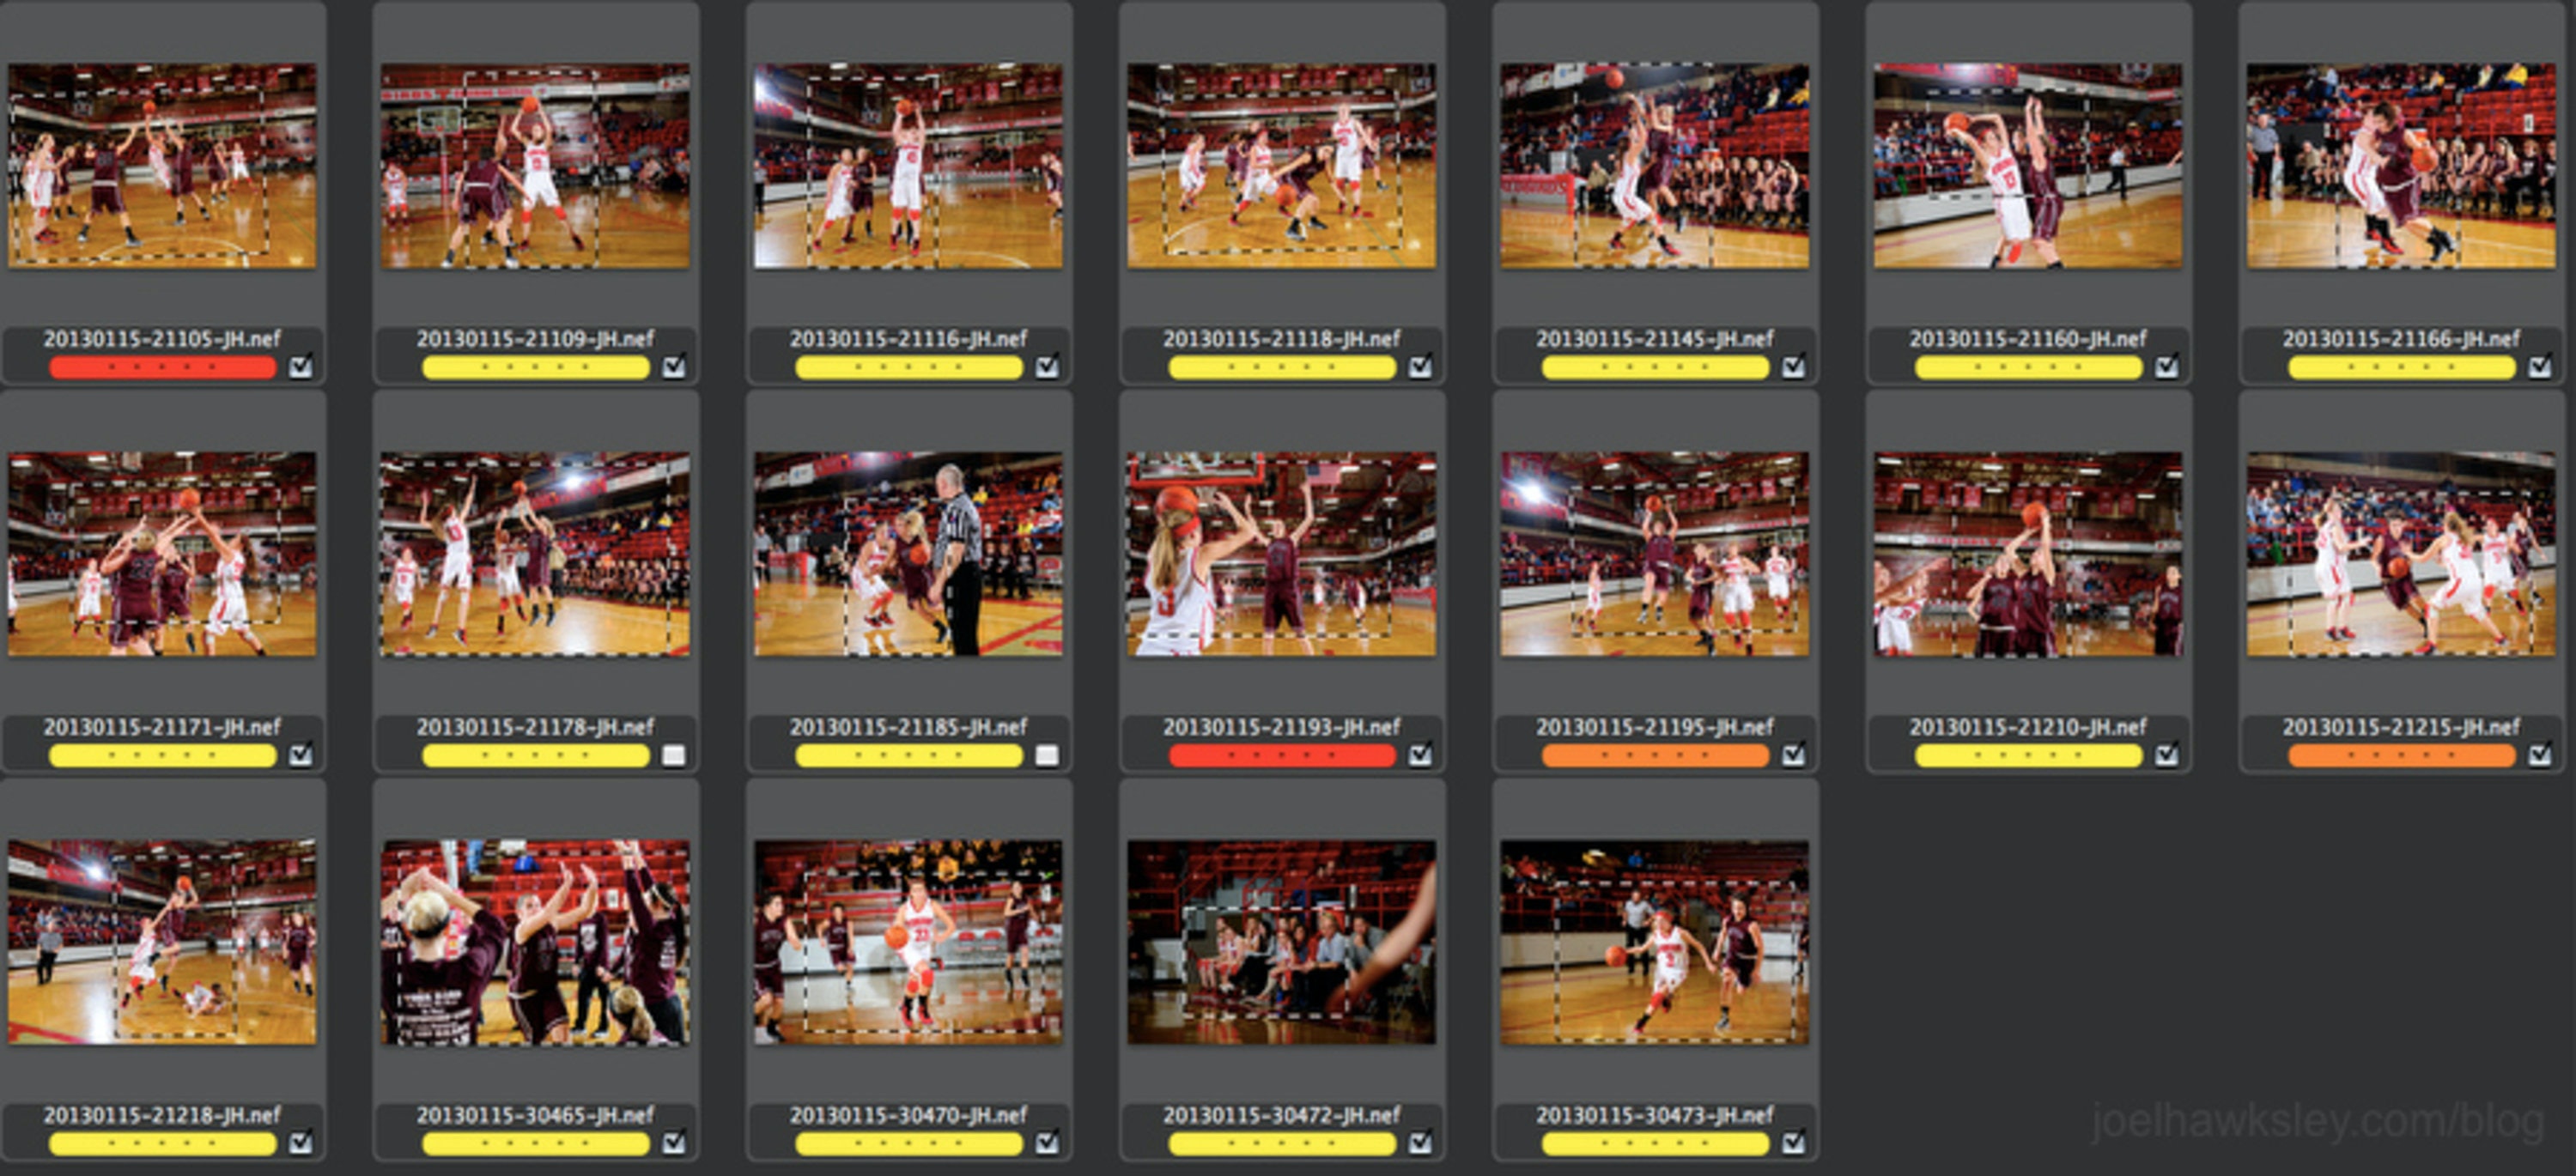 20130115-21105-JH.nef
20130115-21109-JH.nef
20130115-21116-JH.nef
20130115-21118-JH.nef
20130115-21145-JH.nef
20130115-21160-JH.nef
20130115-21166-JH.nef
20130115-21171-JH.nef
20130115-21178-JH.nef
20130115-21185-JH.nef
20130115-21193-JH.nef
20130115-21195-JH.nef
20130115-21210-JH.nef
20130115-21215-JH.nef
20130115-21218-JH.nef
20130115-30465-JH.nef
20130115-30470-JH.nef
20130115-30472-JH.nef
20130115-30473-JH.nef
joelhawksley.com/blog